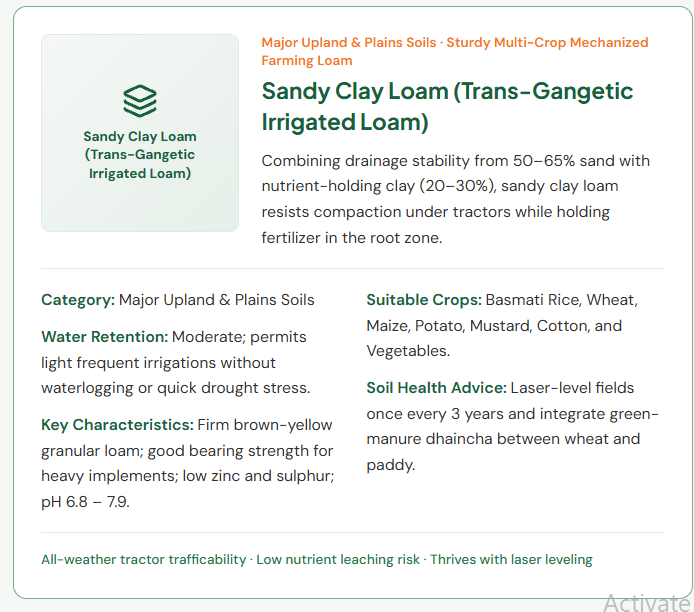 Sandy Clay Loam
(Trans-Gangetic
Irrigated Loam)
Major Upland & Plains Soils · Sturdy Multi-Crop Mechanized
Farming Loam
Sandy Clay Loam (Trans-Gangetic
Irrigated Loam)
Combining drainage stability from 50–65% sand with
nutrient-holding clay (20–30%), sandy clay loam
resists compaction under tractors while holding
fertilizer in the root zone.
Category: Major Upland & Plains Soils
Water Retention: Moderate; permits
light frequent irrigations without
waterlogging or quick drought stress.
Key Characteristics: Firm brown-yellow
granular loam; good bearing strength for
heavy implements; low zinc and sulphur;
pH 6.8 – 7.9.
Suitable Crops: Basmati Rice, Wheat,
Maize, Potato, Mustard, Cotton, and
Vegetables.
Soil Health Advice: Laser-level fields
once every 3 years and integrate green-
manure dhaincha between wheat and
paddy.
All-weather tractor trafficability · Low nutrient leaching risk · Thrives with laser leveling
Activate